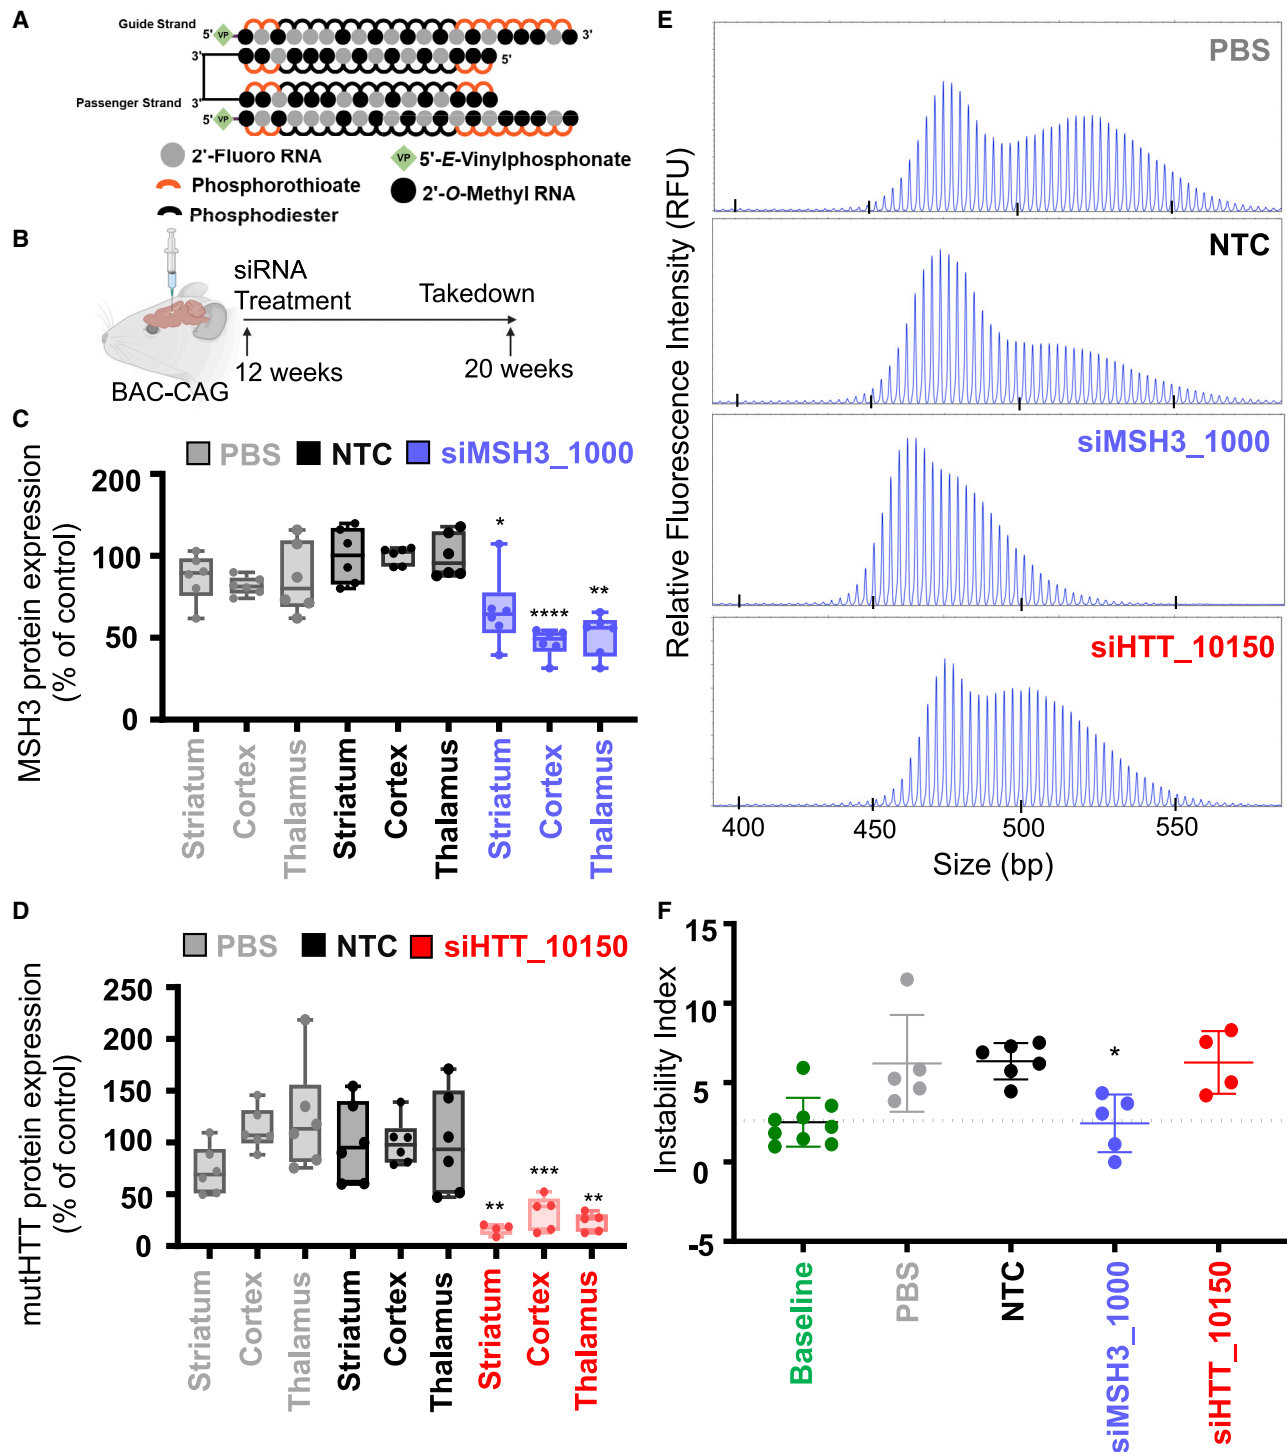 A
Guide Strand
5' VP 3'
3' 5'
Passenger Strand 3'
5' VP
2'-Fluoro RNA
VP 5'-E-Vinylphosphonate
Phosphorothioate
2'-O-Methyl RNA
Phosphodiester
B
siRNA
Treatment
Takedown
12 weeks
20 weeks
BAC-CAG
C
PBS NTC siMSH3_1000
MSH3 protein expression
(% of control)
200
100
50
0
*
****
**
Striatum
Cortex
Thalamus
Striatum
Cortex
Thalamus
Striatum
Cortex
Thalamus
D
PBS NTC siHTT_10150
mutHTT protein expression
(% of control)
250
200
150
100
50
0
**
***
**
Striatum
Cortex
Thalamus
Striatum
Cortex
Thalamus
Striatum
Cortex
Thalamus
E
Relative Fluorescence Intensity (RFU)
PBS
NTC
siMSH3_1000
siHTT_10150
400 450 500 550
Size (bp)
F
Instability Index
15
10
5
0
-5
*
Baseline
PBS
NTC
siMSH3_1000
siHTT_10150